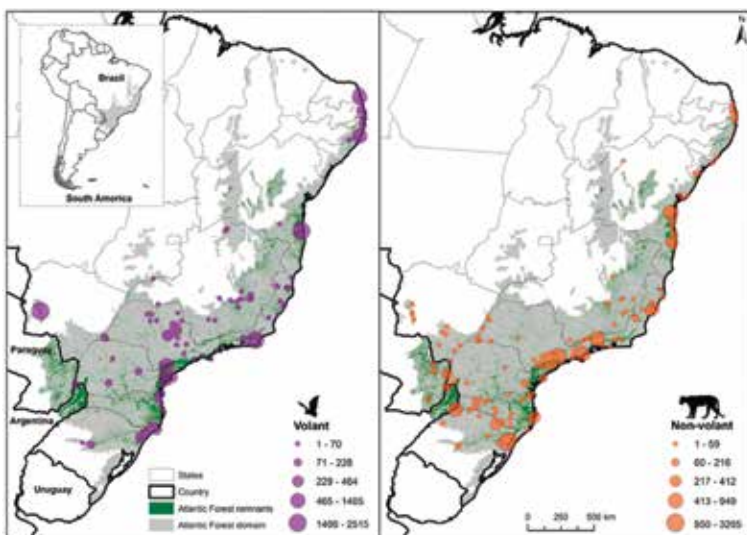 Brazil
South America
Paraguay
Argentina
Uruguay
States
Country
Atlantic Forest remnants
Atlantic Forest domain
Volant
1 - 70
71 - 228
229 - 464
465 - 1465
1466 - 2515
N
Non-volant
1 - 59
60 - 216
217 - 412
413 - 949
950 - 3265
0
250
500 km